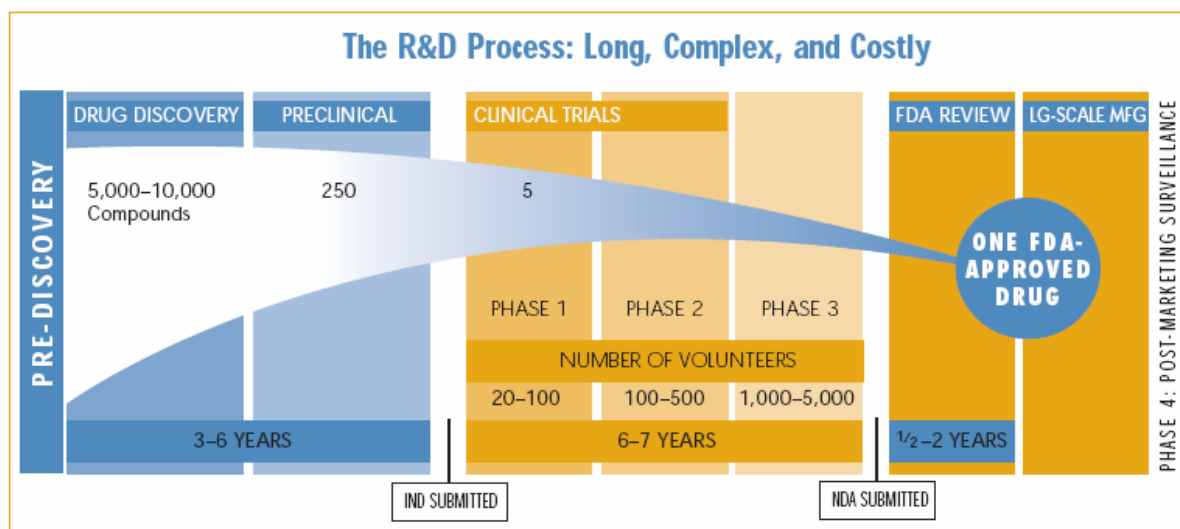 The R&D Process: Long, Complex, and Costly
PRE-DISCOVERY
DRUG DISCOVERY
PRECLINICAL
CLINICAL TRIALS
FDA REVIEW
LG-SCALE MFG
5,000–10,000
Compounds
250
5
ONE FDA-
APPROVED
DRUG
PHASE 1
PHASE 2
PHASE 3
NUMBER OF VOLUNTEERS
20–100
100–500
1,000–5,000
3–6 YEARS
6–7 YEARS
½–2 YEARS
IND SUBMITTED
NDA SUBMITTED
PHASE 4: POST-MARKETING SURVEILLANCE